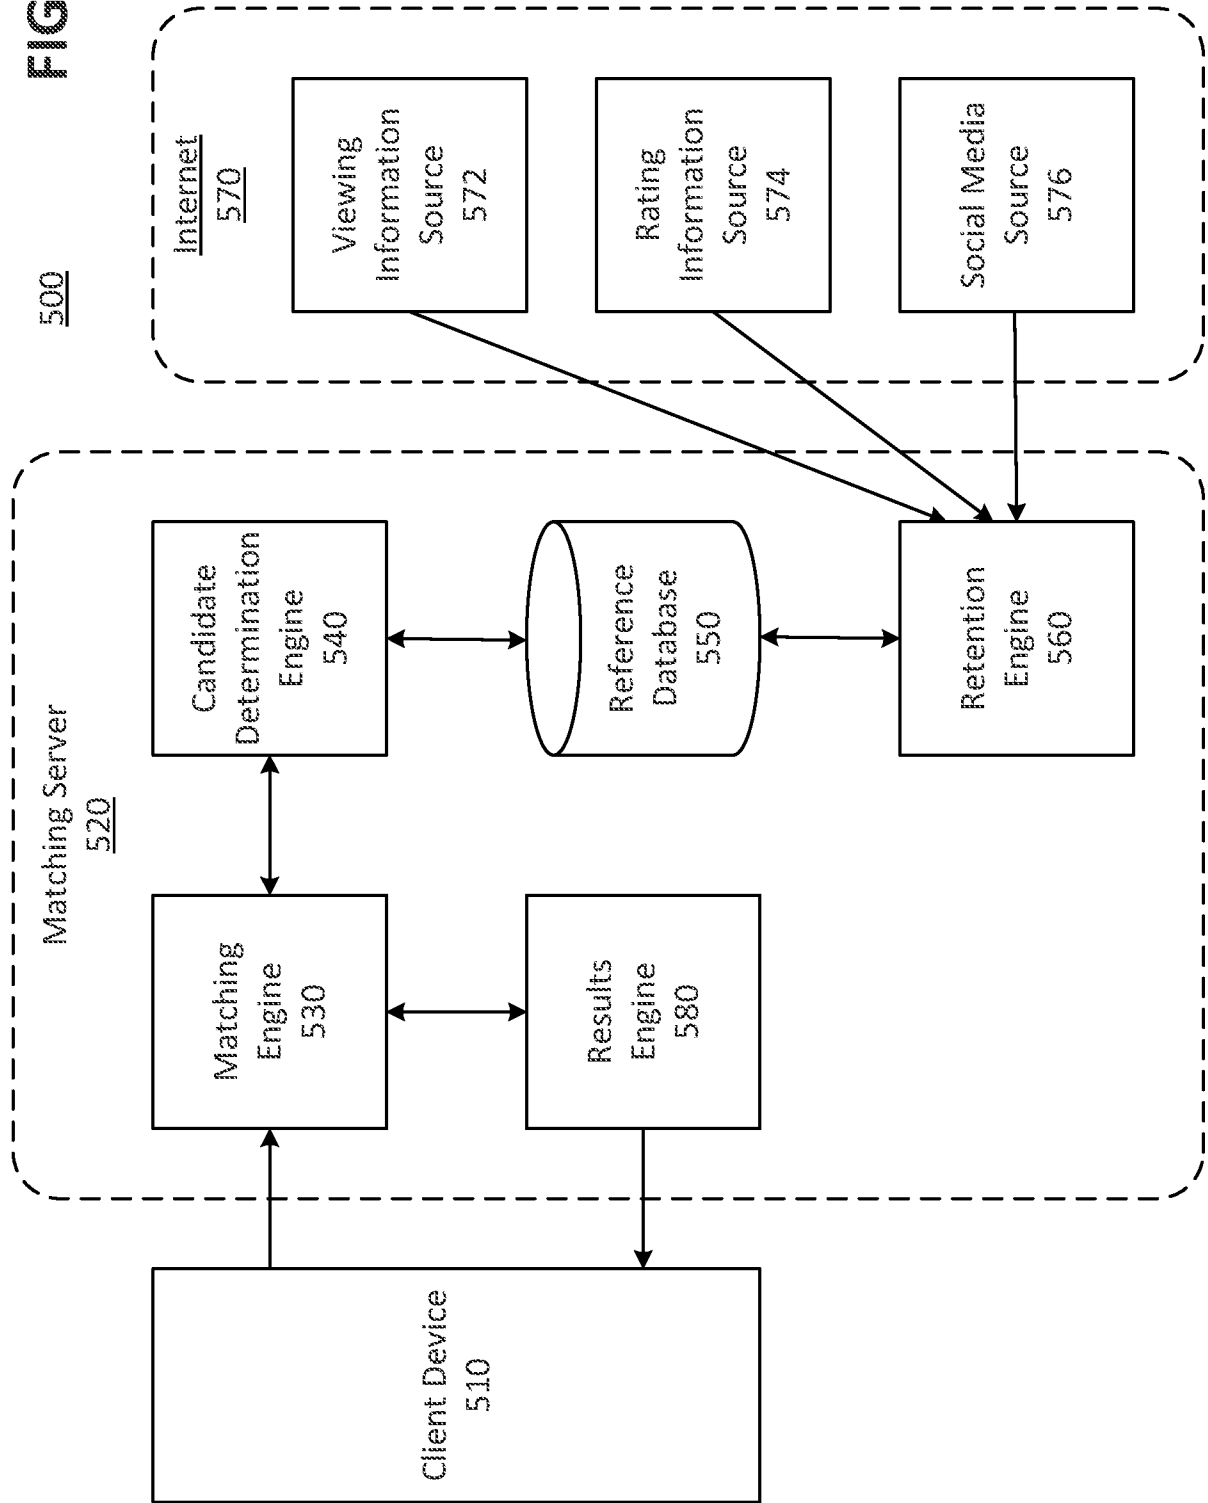 FIG
500
Matching Server
520
Internet
570
Client Device
510
Matching
Engine
530
Candidate
Determination
Engine
540
Viewing
Information
Source
572
Results
Engine
580
Reference
Database
550
Rating
Information
Source
574
Retention
Engine
560
Social Media
Source
576